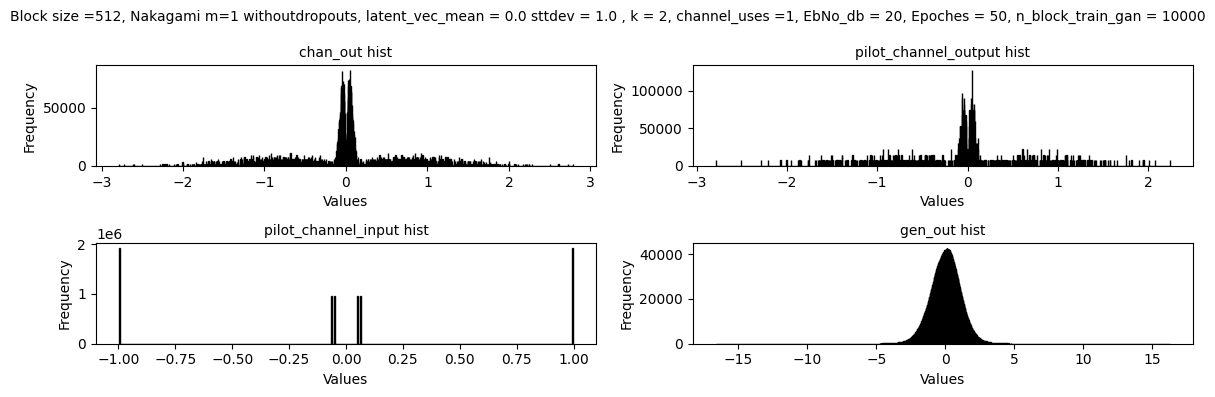 Block size =512, Nakagami m=1 withoutdropouts, latent_vec_mean = 0.0 sttdev = 1.0 , k = 2, channel_uses =1, EbNo_db = 20, Epoches = 50, n_block_train_gan = 10000
chan_out hist
Frequency
50000
0
−3 −2 −1 0 1 2 3
Values
pilot_channel_output hist
Frequency
100000
50000
0
−3 −2 −1 0 1 2
Values
pilot_channel_input hist
1e6
Frequency
2
1
0
−1.00 −0.75 −0.50 −0.25 0.00 0.25 0.50 0.75 1.00
Values
gen_out hist
Frequency
40000
20000
0
−15 −10 −5 0 5 10 15
Values